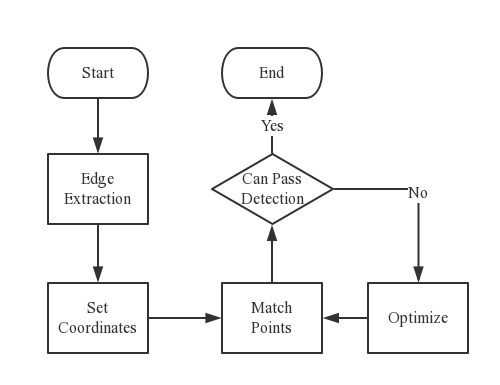 Start
End
Yes
Edge
Extraction
Can Pass
Detection
No
Set
Coordinates
Match
Points
Optimize